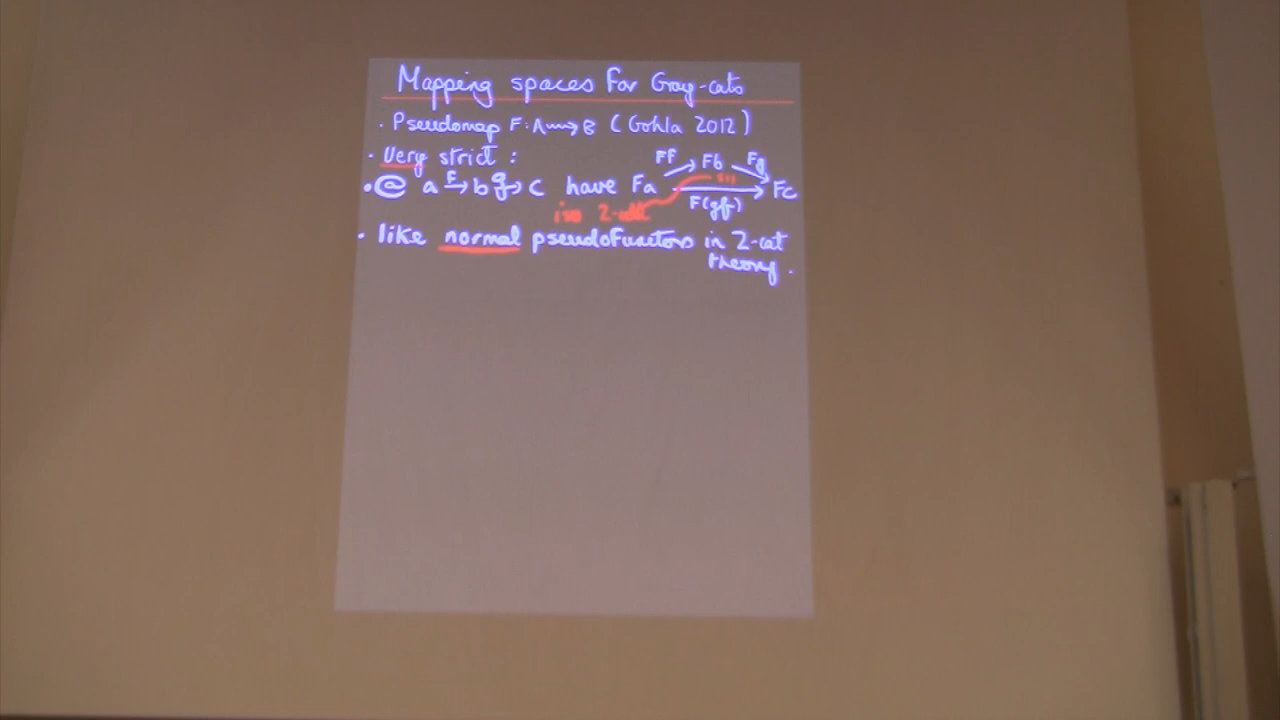 Mapping spaces for Gray-cats
· Pseudomap F : A ⇝ B (Gohla 2012)
· Very strict :
Ff Fb Fg
· @ a f→ b g→ c have Fa → Fc
F(gf)
iso 2-cell
· like normal pseudofunctors in 2-cat
theory.